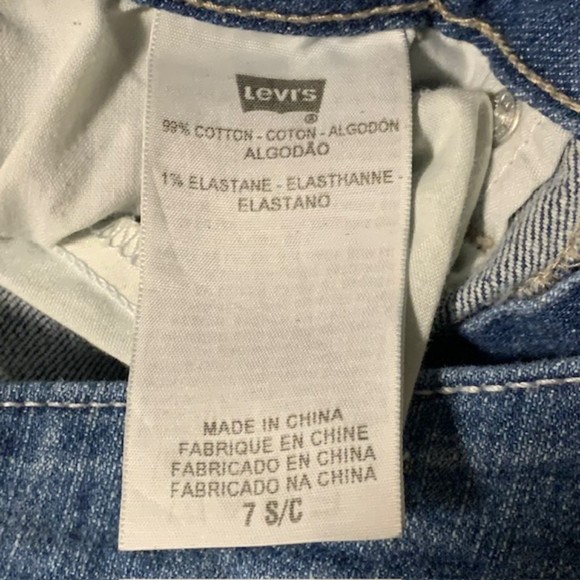 Levi's
®
99% COTTON - COTON - ALGODÓN
ALGODÃO
1% ELASTANE - ELASTHANNE -
ELASTANO
MADE IN CHINA
FABRIQUE EN CHINE
FABRICADO EN CHINA
FABRICADO NA CHINA
7 S/C